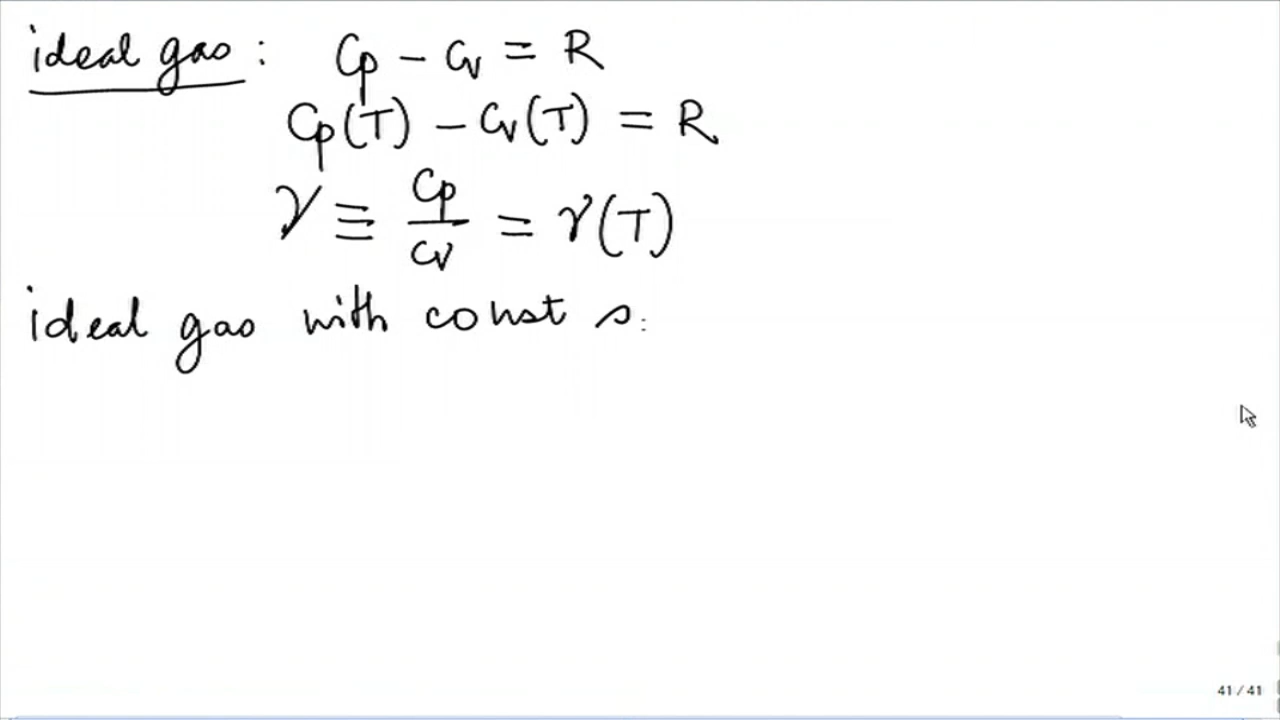 ideal gas : Cp - Cv = R
Cp(T) - Cv(T) = R
γ ≡ Cp/Cv = γ(T)
ideal gas with const s:
41 / 41